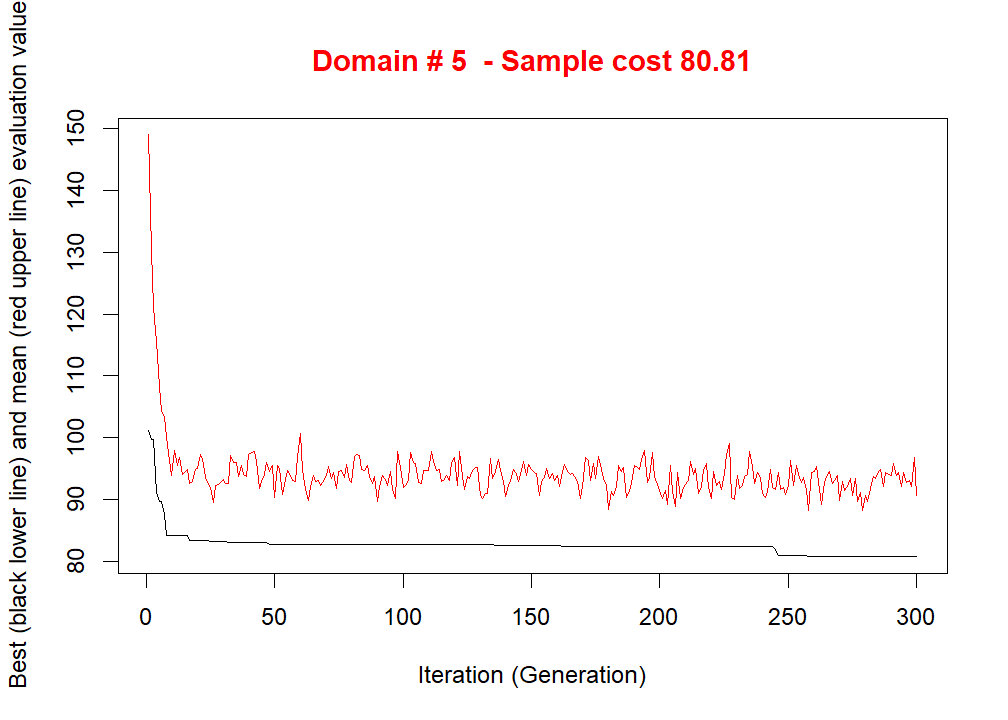 Domain # 5  - Sample cost 80.81
Best (black lower line) and mean (red upper line) evaluation value
150
140
130
120
110
100
90
80
0 50 100 150 200 250 300
Iteration (Generation)